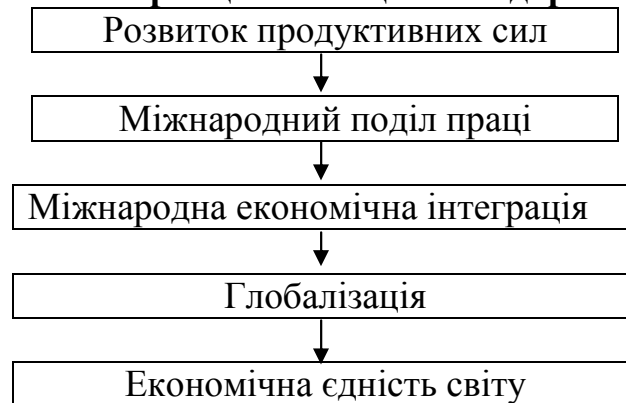 Розвиток продуктивних сил
Міжнародний поділ праці
Міжнародна економічна інтеграція
Глобалізація
Економічна єдність світу